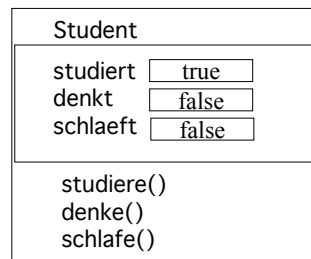 Student
studiert true
denkt false
schlaeft false
studiere()
denke()
schlafe()